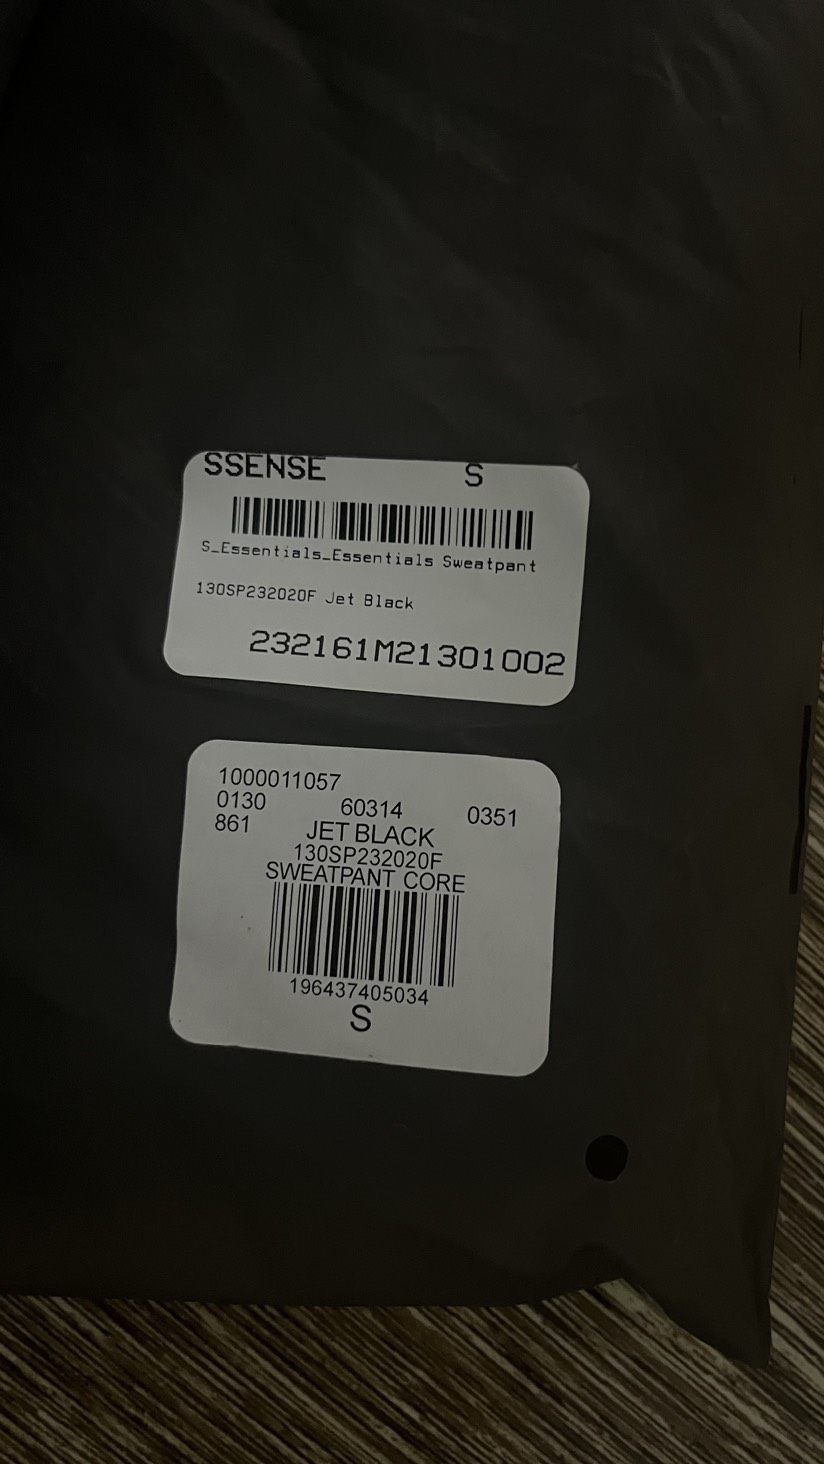 SSENSE S
S_Essentials_Essentials Sweatpant
130SP232020F Jet Black
232161M21301002
1000011057
0130 60314 0351
861 JET BLACK
130SP232020F
SWEATPANT CORE
196437405034
S